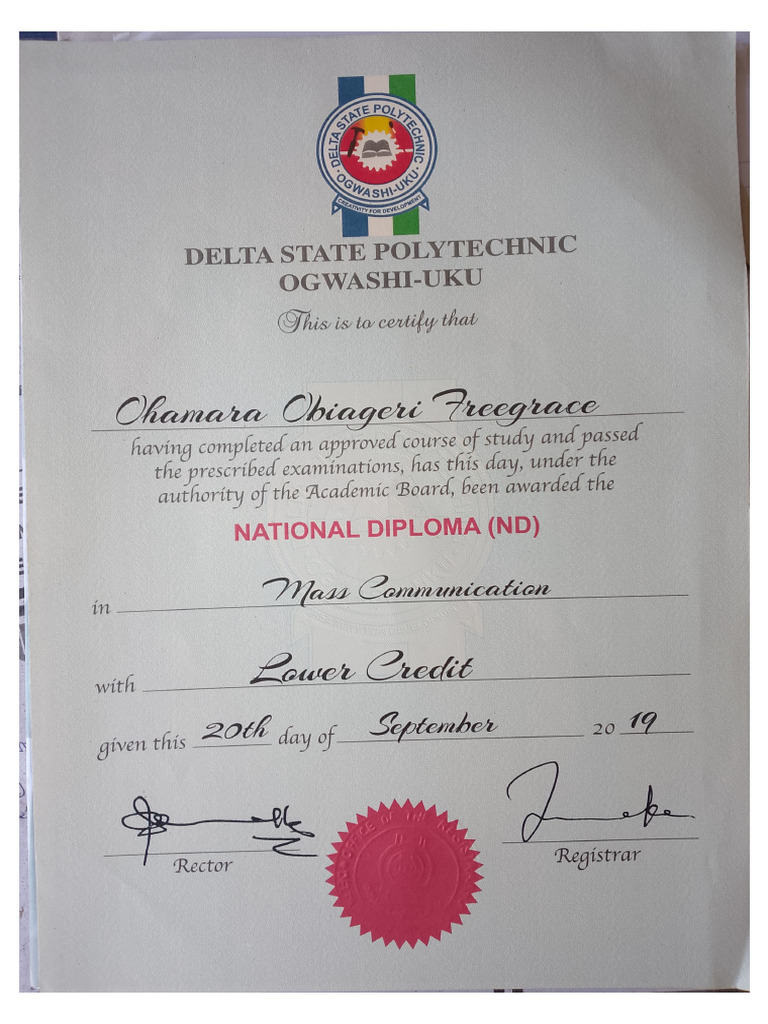 DELTA STATE POLYTECHNIC
OGWASHI-UKU
CREATIVITY FOR DEVELOPMENT
DELTA STATE POLYTECHNIC
OGWASHI-UKU
This is to certify that
Ohamara Obiageri Freegrace
having completed an approved course of study and passed
the prescribed examinations, has this day, under the
authority of the Academic Board, been awarded the
NATIONAL DIPLOMA (ND)
in Mass Communication
with Lower Credit
given this 20th day of September 20 19
Rector
Registrar